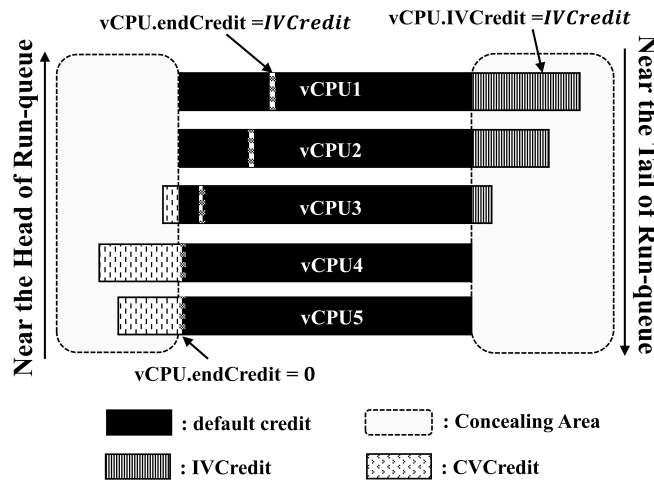 vCPU.endCredit =IVCredit
vCPU.IVCredit =IVCredit
Near the Head of Run-queue
vCPU1
vCPU2
vCPU3
vCPU4
vCPU5
Near the Tail of Run-queue
vCPU.endCredit = 0
: default credit
: Concealing Area
: IVCredit
: CVCredit